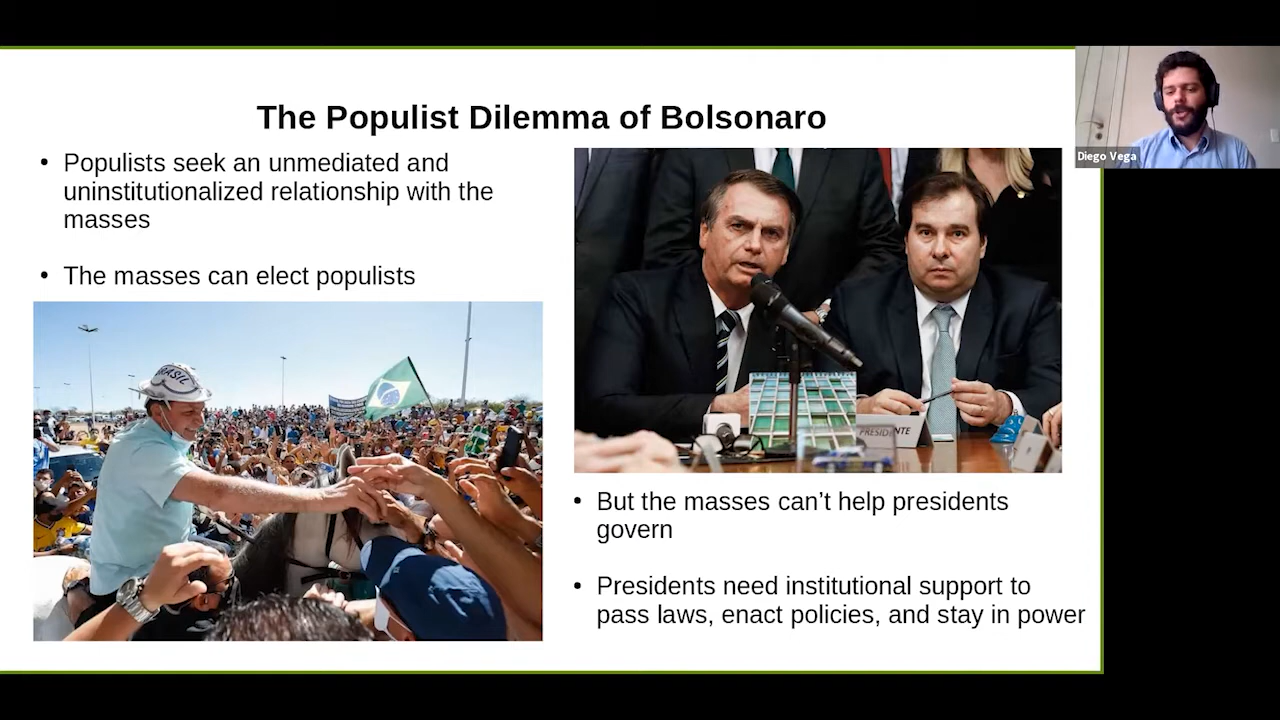 The Populist Dilemma of Bolsonaro
• Populists seek an unmediated and
uninstitutionalized relationship with the
masses
• The masses can elect populists
BRASIL
PRESIDENTE
• But the masses can’t help presidents
govern
• Presidents need institutional support to
pass laws, enact policies, and stay in power
Diego Vega